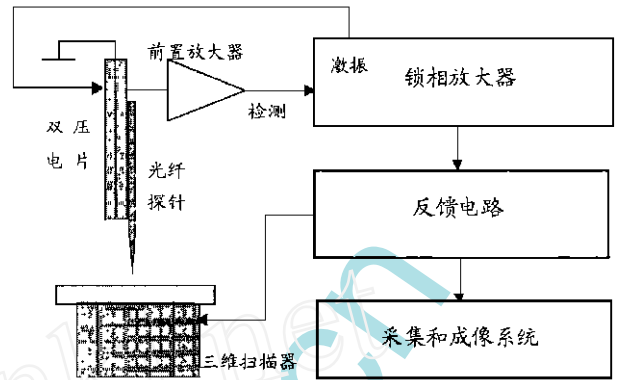 前置放大器
激振
锁相放大器
检测
双 压
电 片
光纤
探针
反馈电路
三维扫描器
采集和成像系统